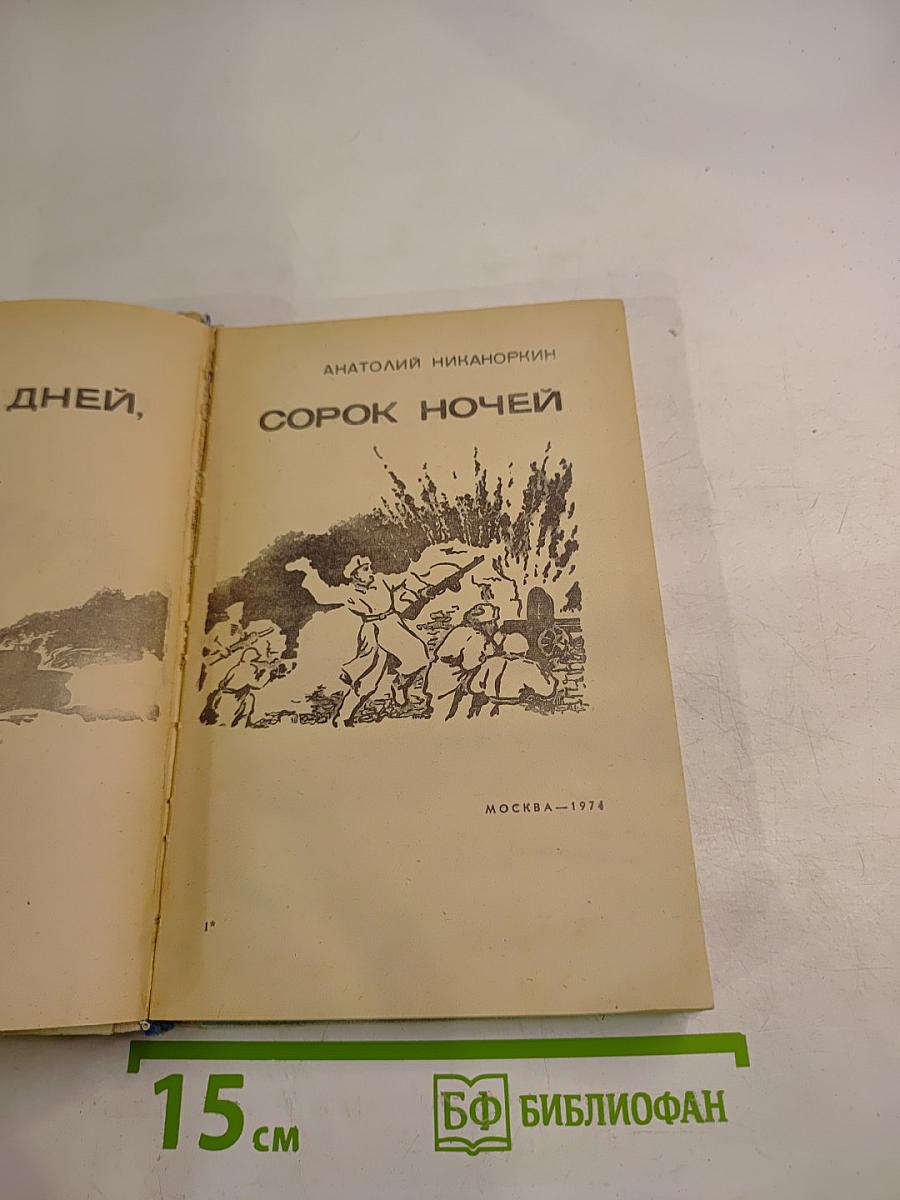 ДНЕЙ,
АНАТОЛИЙ НИКАНОРКИН
СОРОК НОЧЕЙ
МОСКВА—1974
1*
15 см
БФ БИБЛИОФАН